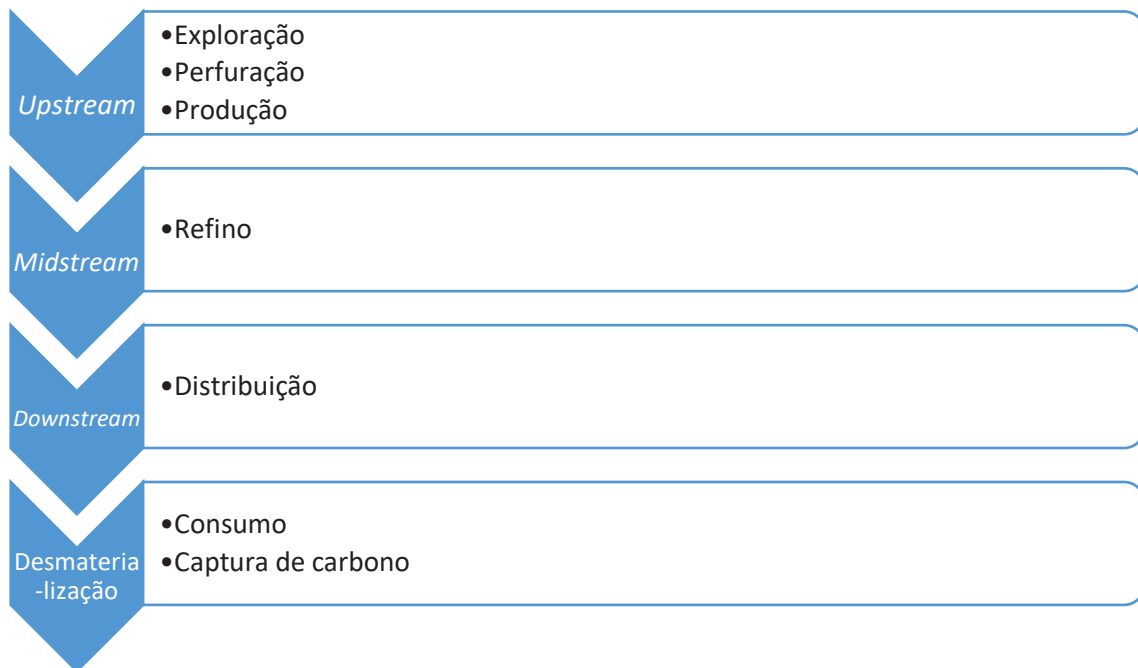 Upstream
•Exploração
•Perfuração
•Produção
Midstream
•Refino
Downstream
•Distribuição
Desmateria
-lização
•Consumo
•Captura de carbono